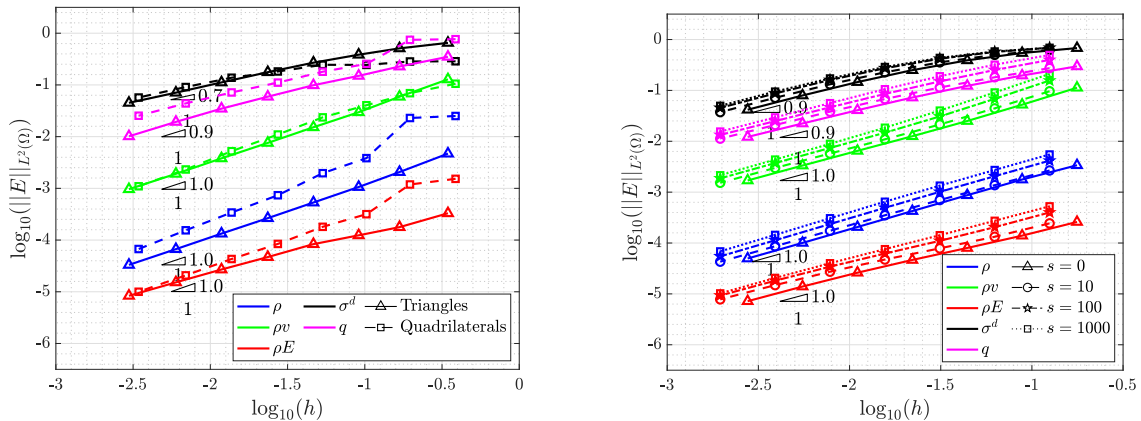 0
-1
-2
-3
-4
-5
-6
-3
-2.5
-2
-1.5
-1
-0.5
0
log₁₀(h)
log₁₀(||E||_{L²(Ω)})
0.7
1
0.9
1
1.0
1
1.0
1
1.0
1
ρ
ρv
ρE
σᵈ
q
Triangles
Quadrilaterals
0
-1
-2
-3
-4
-5
-6
-3
-2.5
-2
-1.5
-1
-0.5
log₁₀(h)
log₁₀(||E||_{L²(Ω)})
0.9
1
0.9
1
1.0
1
1.0
1
1.0
1
ρ
ρv
ρE
σᵈ
q
s = 0
s = 10
s = 100
s = 1000